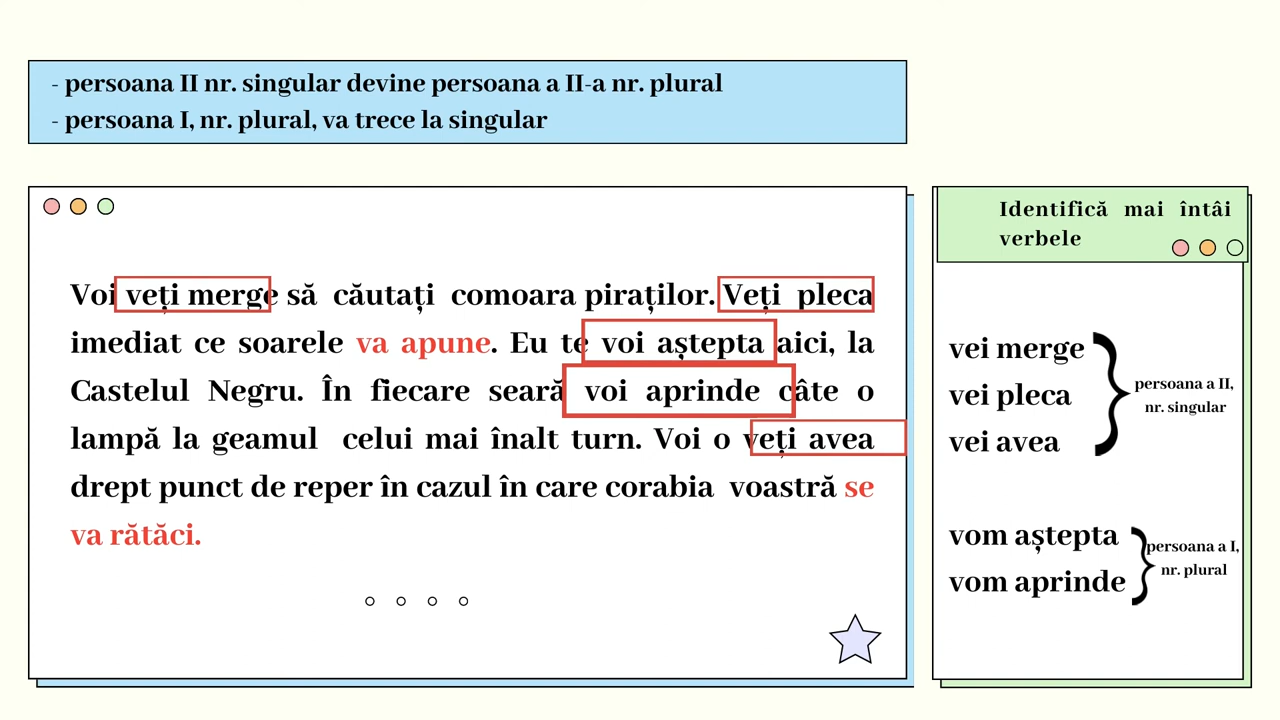 - persoana II nr. singular devine persoana a II-a nr. plural
- persoana I, nr. plural, va trece la singular
Voi veți merge să căutați comoara piraților. Veți pleca
imediat ce soarele va apune. Eu te voi aștepta aici, la
Castelul Negru. În fiecare seară voi aprinde câte o
lampă la geamul celui mai înalt turn. Voi o veți avea
drept punct de reper în cazul în care corabia voastră se
va rătăci.
Identifică mai întâi
verbele
vei merge
vei pleca
vei avea
persoana a II,
nr. singular
vom aștepta
vom aprinde
persoana a I,
nr. plural